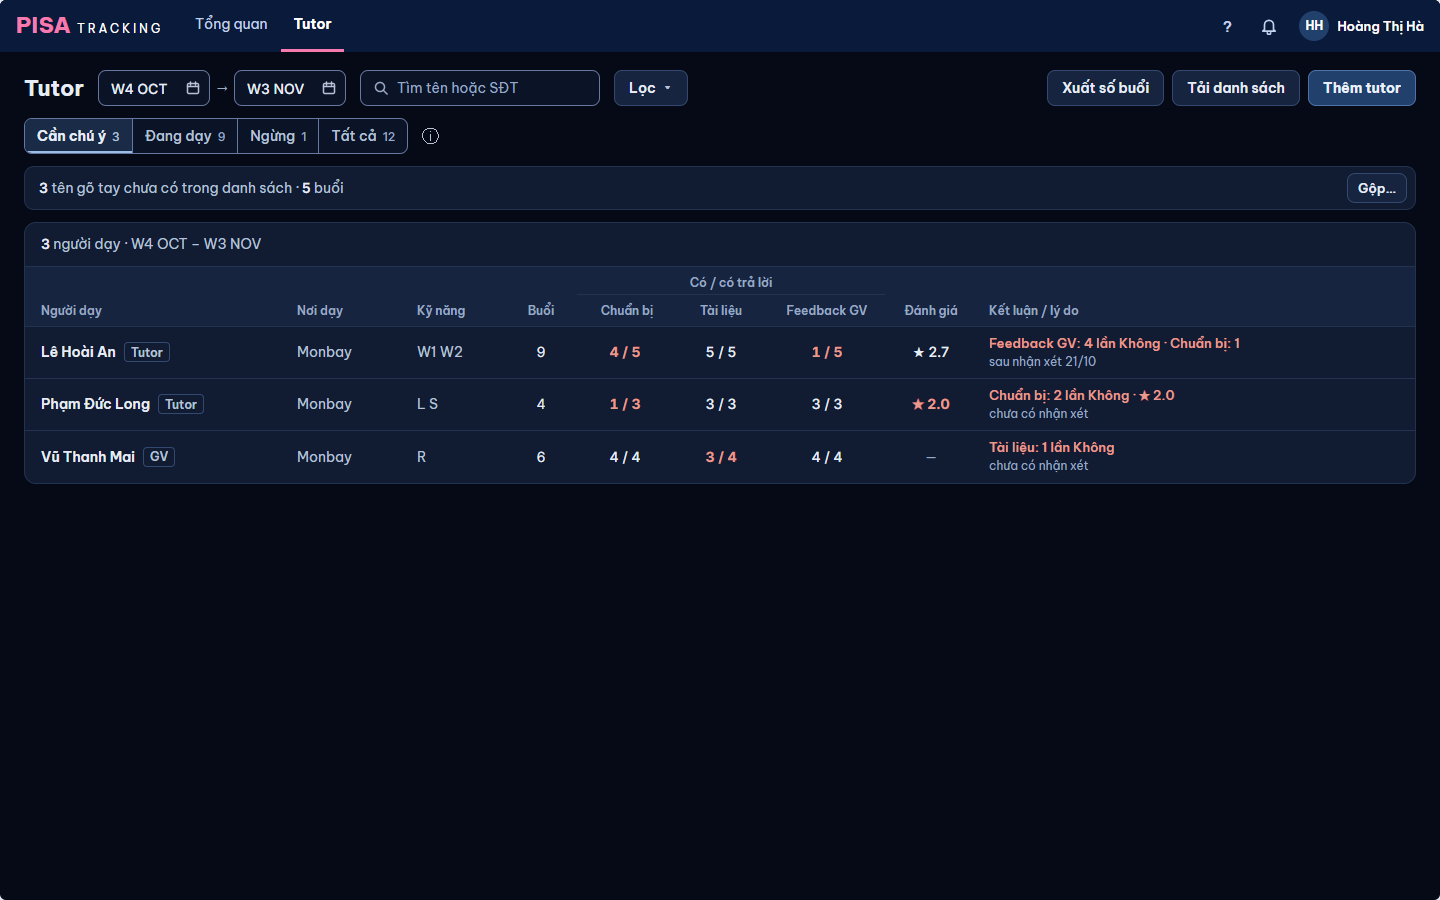 PISA TRACKING Tổng quan Tutor ? HH Hoàng Thị Hà
Tutor W4 OCT → W3 NOV Tìm tên hoặc SĐT Lọc Xuất số buổi Tải danh sách Thêm tutor
Cần chú ý 3 Đang dạy 9 Ngừng 1 Tất cả 12
3 tên gõ tay chưa có trong danh sách · 5 buổi Gộp...
3 người dạy · W4 OCT – W3 NOV
Có / có trả lời
Người dạy Nơi dạy Kỹ năng Buổi Chuẩn bị Tài liệu Feedback GV Đánh giá Kết luận / lý do
Lê Hoài An Tutor Monbay W1 W2 9 4 / 5 5 / 5 1 / 5 ★ 2.7 Feedback GV: 4 lần Không · Chuẩn bị: 1
sau nhận xét 21/10
Phạm Đức Long Tutor Monbay L S 4 1 / 3 3 / 3 3 / 3 ★ 2.0 Chuẩn bị: 2 lần Không · ★ 2.0
chưa có nhận xét
Vũ Thanh Mai GV Monbay R 6 4 / 4 3 / 4 4 / 4 — Tài liệu: 1 lần Không
chưa có nhận xét